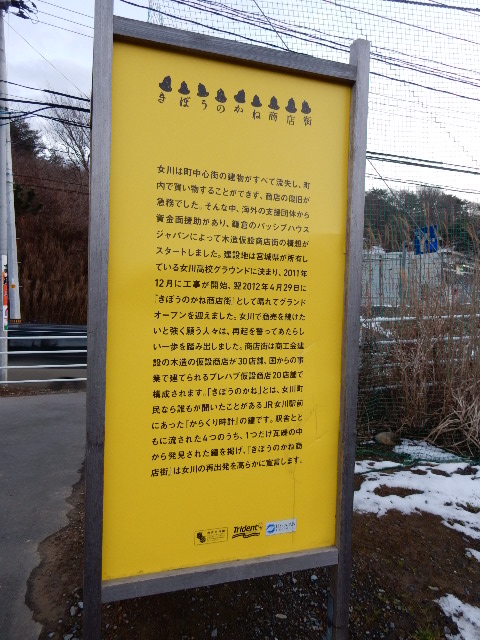 きぼうのかね商店街
女川は町中心街の建物がすべて流失し、町
内で買い物することができず、商店の復旧が
急務でした。そんな中、海外の支援団体から
資金面援助があり、鎌倉のパッシブハウス
ジャパンによって木造仮設商店街の構想が
スタートしました。建設地は宮城県が所有し
ている女川高校グラウンドに決まり、2011年
12月に工事が開始、翌2012年4月29日に
「きぼうのかね商店街」として晴れてグランド
オープンを迎えました。女川で商売を続けた
いと強く願う人々は、再起を誓ってあたらし
い一歩を踏み出しました。商店街は商工会建
設の木造の仮設商店が30店舗、国からの事
業で建てられるプレハブ仮設商店20店舗で
構成されます。「きぼうのかね」とは、女川町
民なら誰もが聞いたことがあるJR女川駅前
にあった「からくり時計」の鐘です。駅舎とと
もに流された4つのうち、1つだけ瓦礫の中
から発見された鐘を掲げ、「きぼうのかね商
店街」は女川の再出発を高らかに宣言します。
Trident